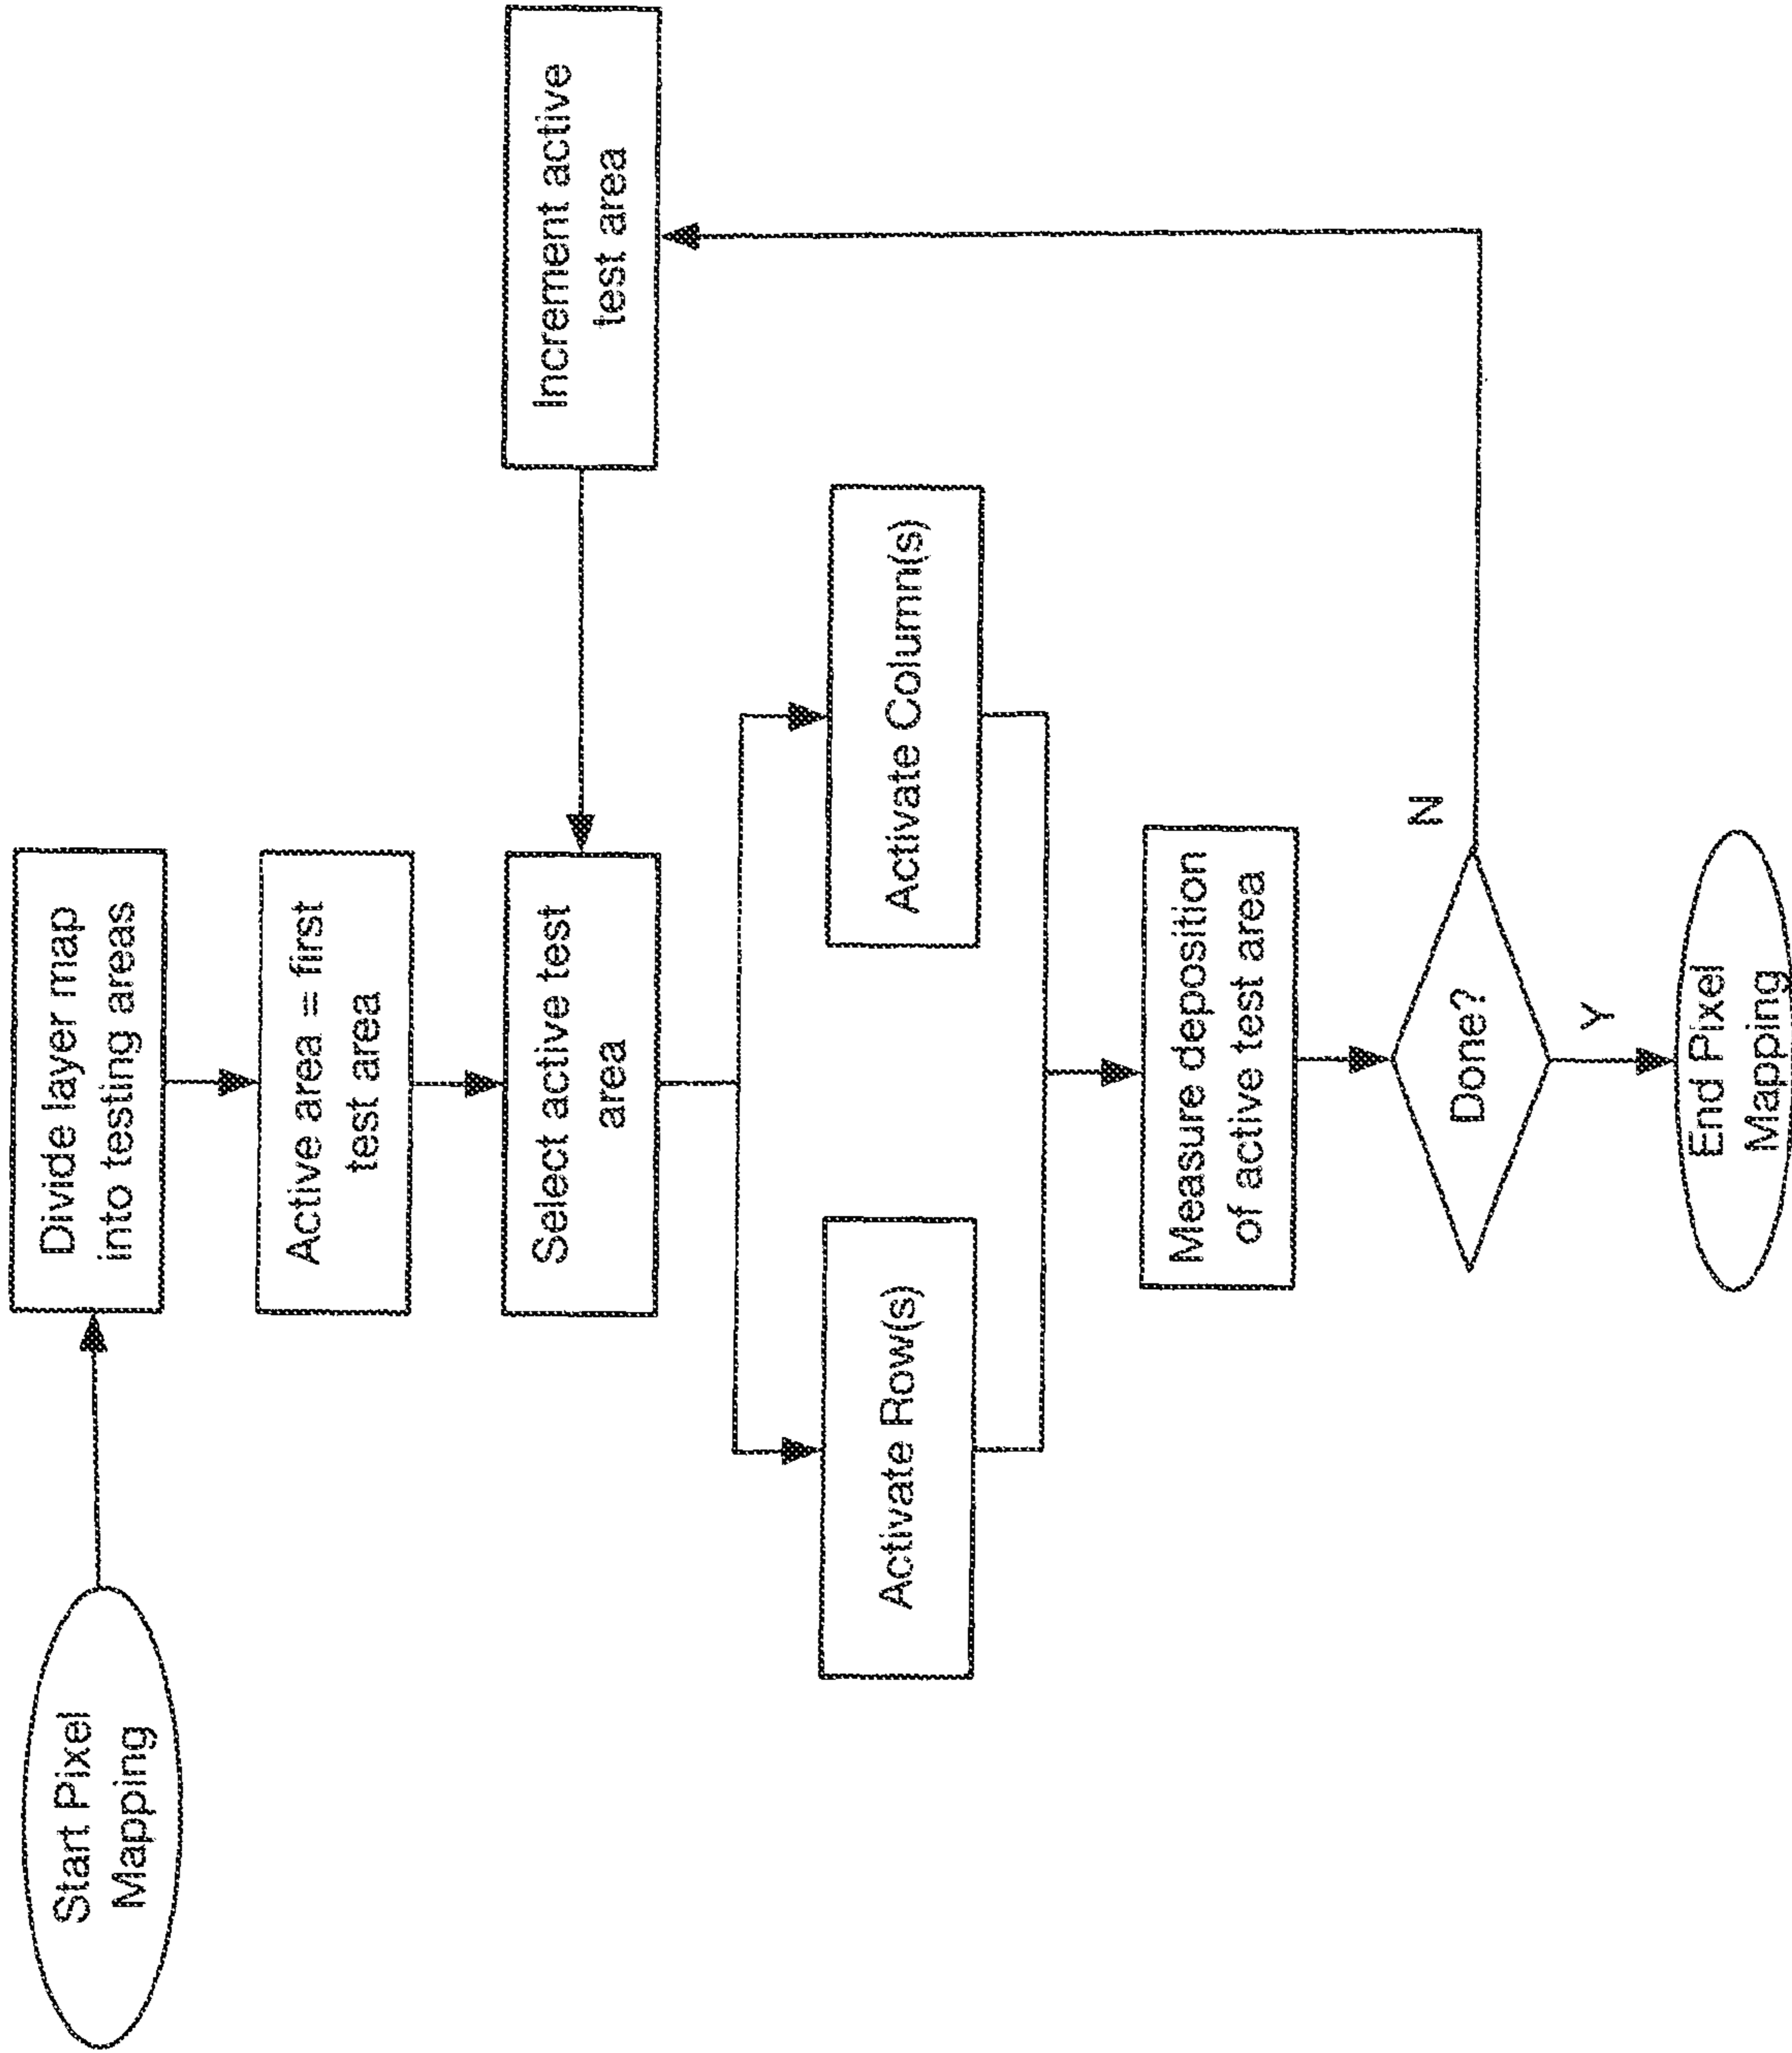 Start Pixel
Mapping
Divide layer map
into testing areas
Active area = first
test area
Select active test
area
Increment active
test area
Activate Row(s)
Activate Column(s)
Measure deposition
of active test area
Done?
N
Y
End Pixel
Mapping